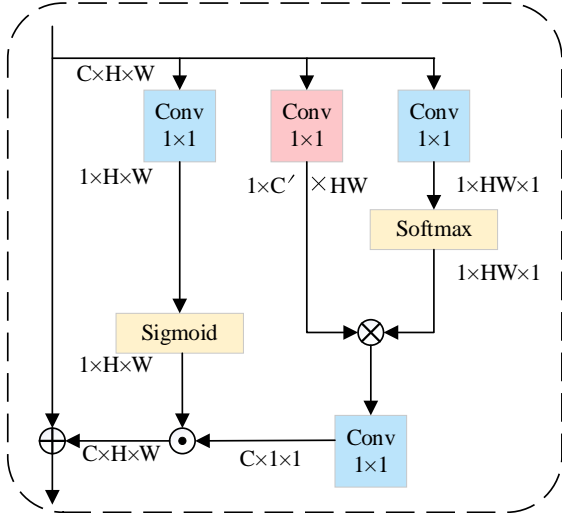 C×H×W
Conv
1×1
Conv
1×1
Conv
1×1
1×H×W
1×C′ ×HW
1×HW×1
Softmax
1×HW×1
Sigmoid
1×H×W
Conv
1×1
C×H×W
C×1×1